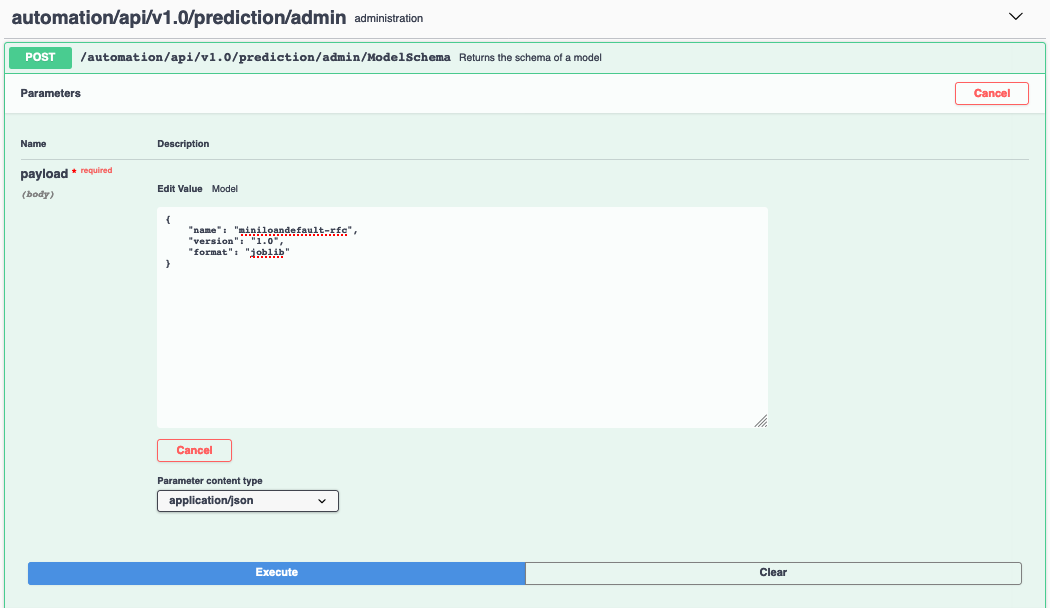 automation/api/v1.0/prediction/admin administration
POST /automation/api/v1.0/prediction/admin/ModelSchema Returns the schema of a model
Parameters Cancel
Name Description
payload * required
(body)
Edit Value Model
{
"name": "miniloandefault-rfc",
"version": "1.0",
"format": "joblib"
}
Cancel
Parameter content type
application/json
Execute Clear